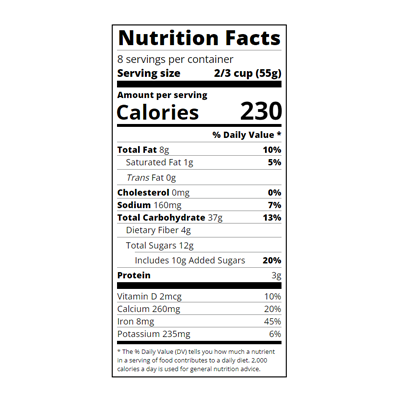 Nutrition Facts
8 servings per container
Serving size 2/3 cup (55g)
Amount per serving
Calories 230
% Daily Value *
Total Fat 8g 10%
Saturated Fat 1g 5%
Trans Fat 0g
Cholesterol 0mg 0%
Sodium 160mg 7%
Total Carbohydrate 37g 13%
Dietary Fiber 4g
Total Sugars 12g
Includes 10g Added Sugars 20%
Protein 3g
Vitamin D 2mcg 10%
Calcium 260mg 20%
Iron 8mg 45%
Potassium 235mg 6%
* The % Daily Value (DV) tells you how much a nutrient
in a serving of food contributes to a daily diet. 2,000
calories a day is used for general nutrition advice.